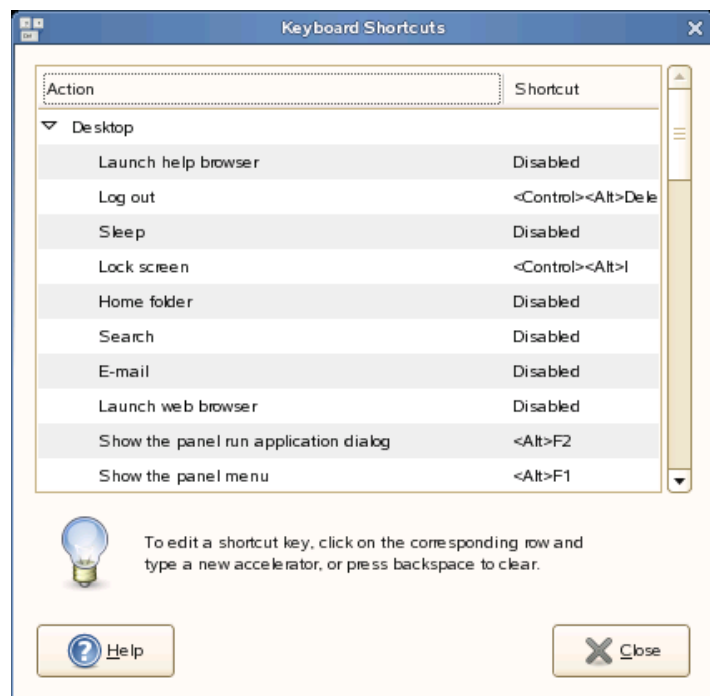 Keyboard Shortcuts
Action Shortcut
Desktop
Launch help browser Disabled
Log out <Control><Alt>Dele
Sleep Disabled
Lock screen <Control><Alt>l
Home folder Disabled
Search Disabled
E-mail Disabled
Launch web browser Disabled
Show the panel run application dialog <Alt>F2
Show the panel menu <Alt>F1
To edit a shortcut key, click on the corresponding row and
type a new accelerator, or press backspace to clear.
Help Close